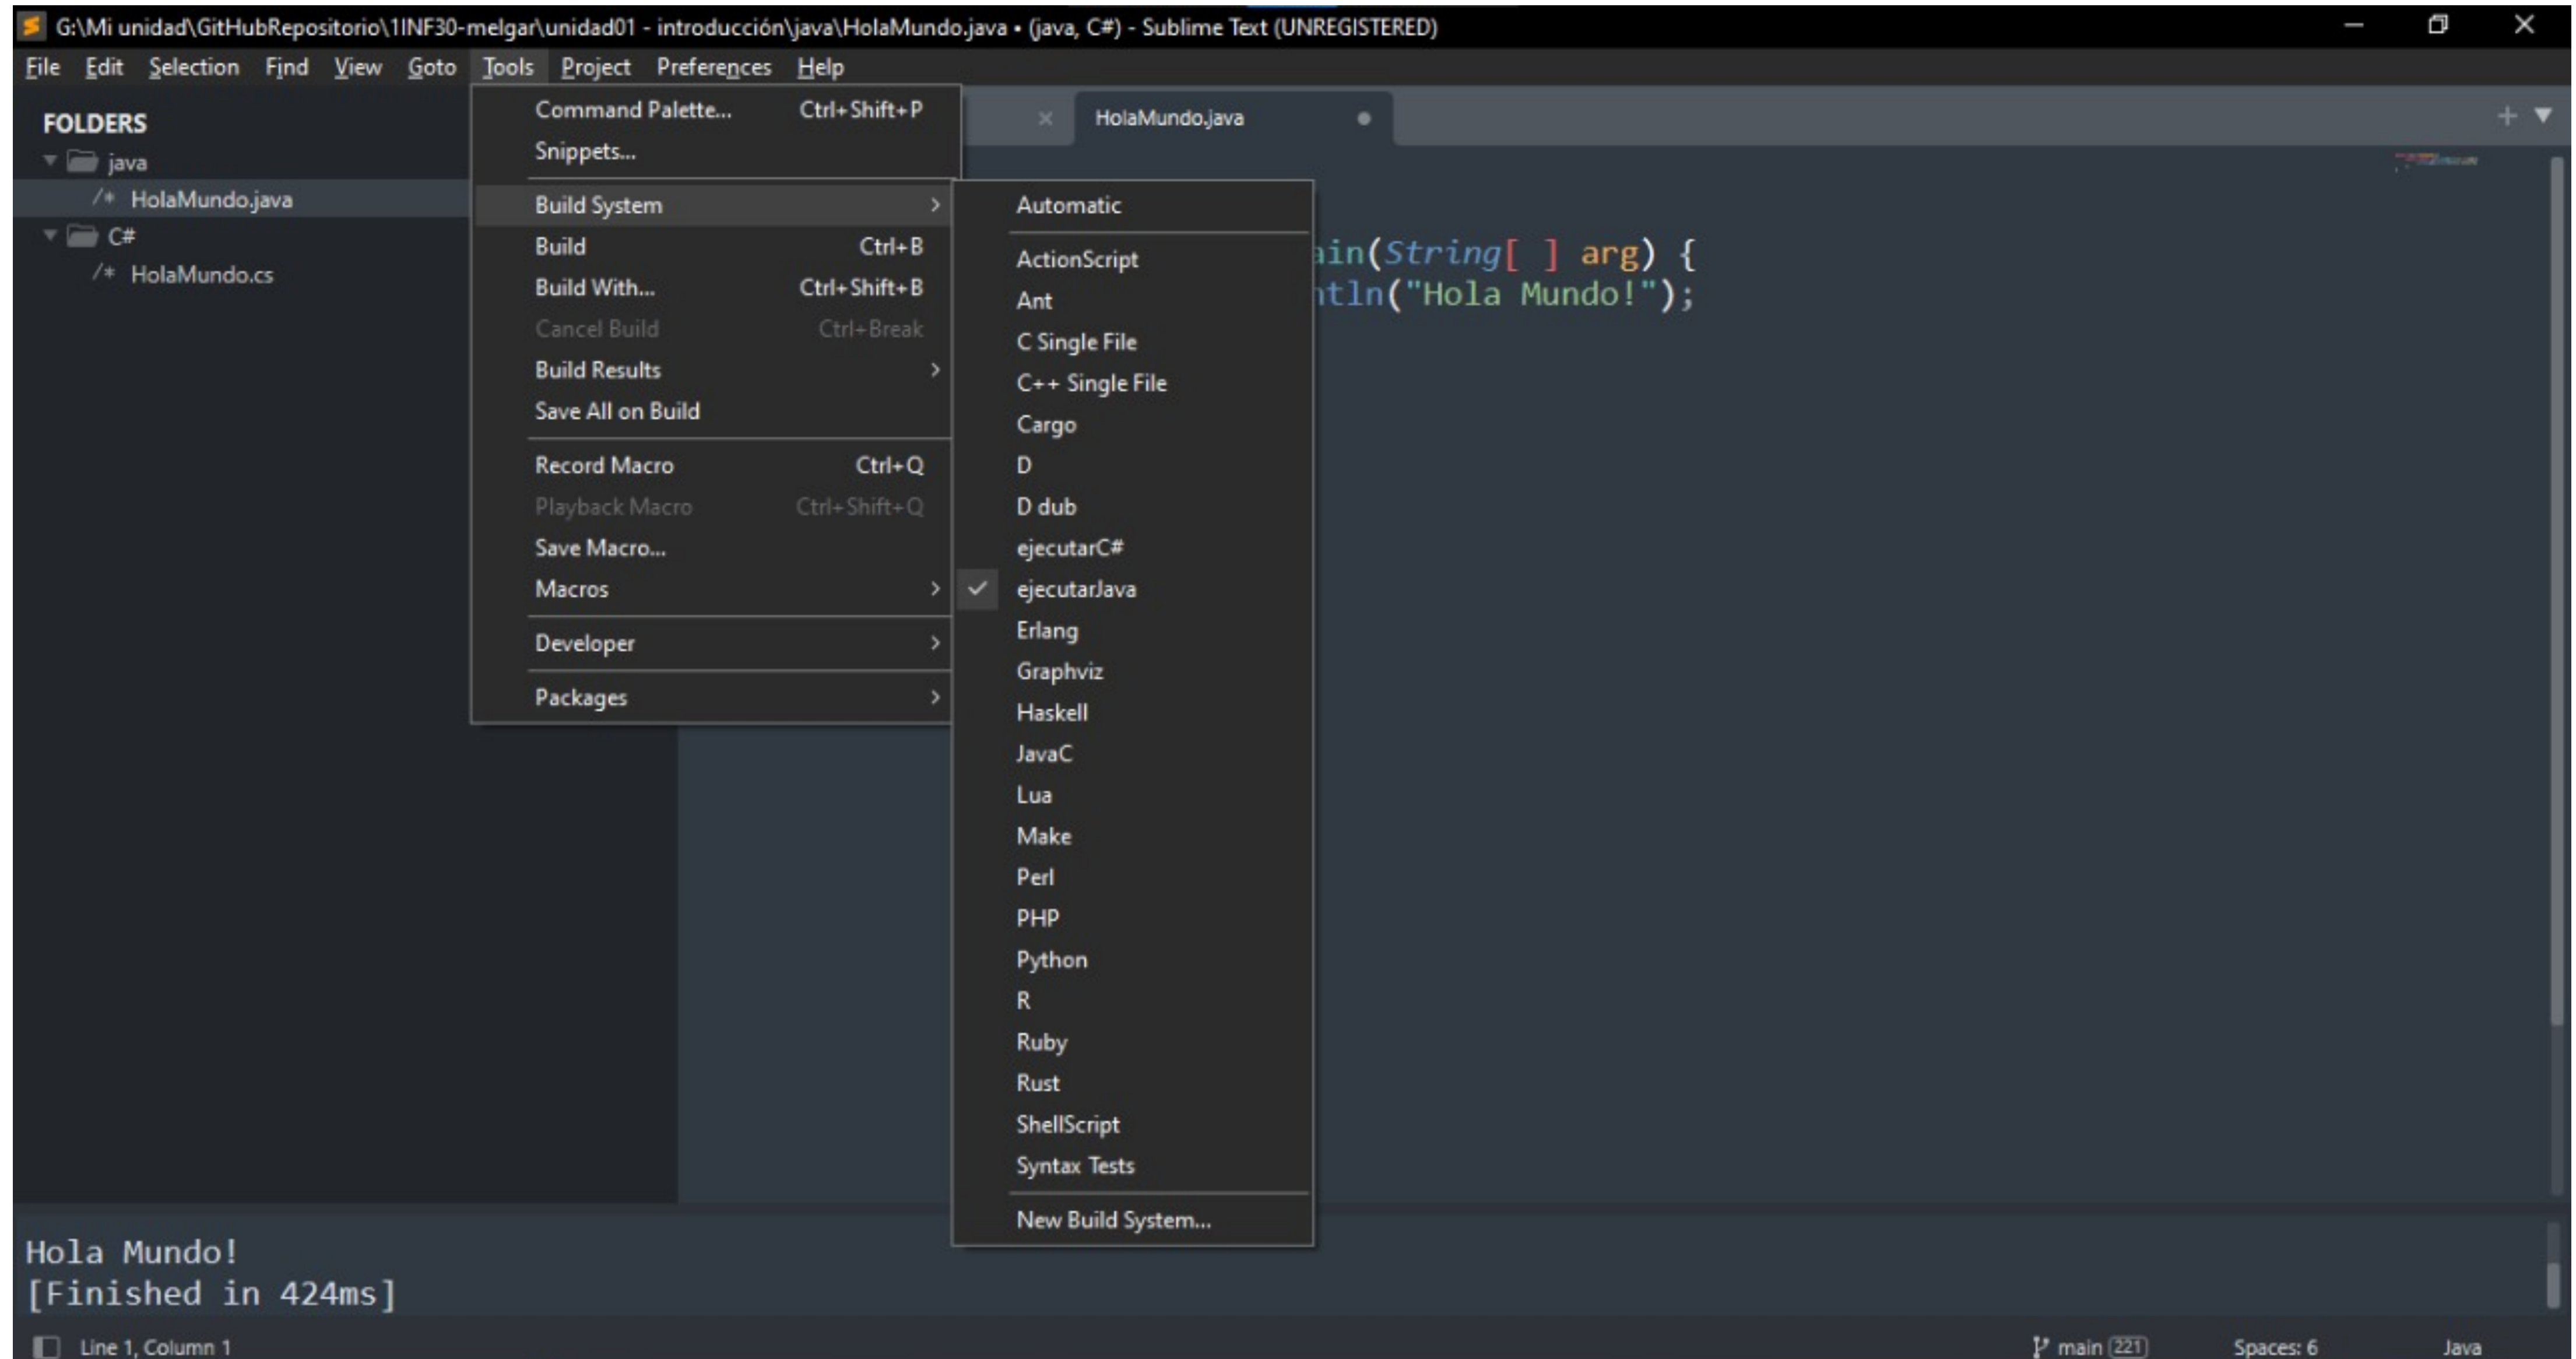 G:\Mi unidad\GitHubRepositorio\1INF30-melgar\unidad01 - introducción\java\HolaMundo.java • (java, C#) - Sublime Text (UNREGISTERED)
File Edit Selection Find View Goto Tools Project Preferences Help
FOLDERS
java
/* HolaMundo.java
C#
/* HolaMundo.cs
Command Palette... Ctrl+Shift+P
Snippets...
Build System
Build Ctrl+B
Build With... Ctrl+Shift+B
Cancel Build Ctrl+Break
Build Results
Save All on Build
Record Macro Ctrl+Q
Playback Macro Ctrl+Shift+Q
Save Macro...
Macros
Developer
Packages
Automatic
ActionScript
Ant
C Single File
C++ Single File
Cargo
D
D dub
ejecutarC#
ejecutarJava
Erlang
Graphviz
Haskell
JavaC
Lua
Make
Perl
PHP
Python
R
Ruby
Rust
ShellScript
Syntax Tests
New Build System...
HolaMundo.java
ain(String[ ] arg) {
ntln("Hola Mundo!");
Hola Mundo!
[Finished in 424ms]
Line 1, Column 1 main 221 Spaces: 6 Java